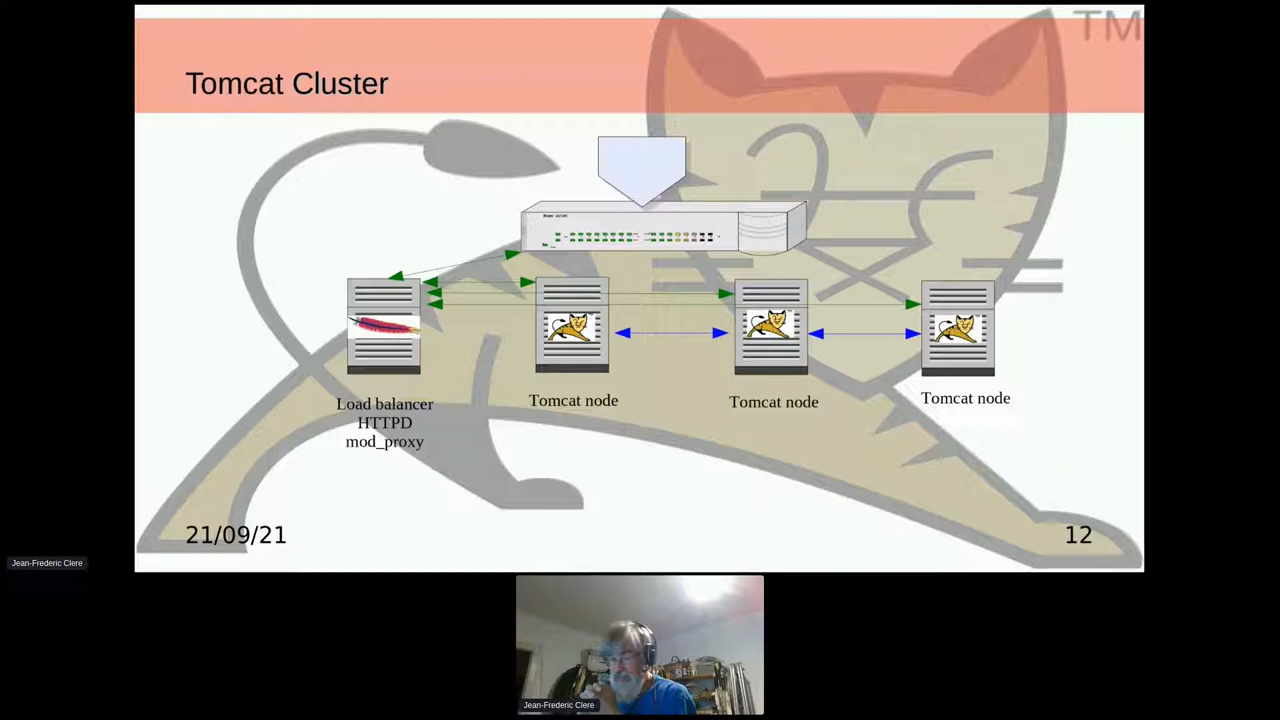 TM
Tomcat Cluster
Load balancer
HTTPD
mod_proxy
Tomcat node
Tomcat node
Tomcat node
21/09/21
12
Jean-Frederic Clere
Jean-Frederic Clere